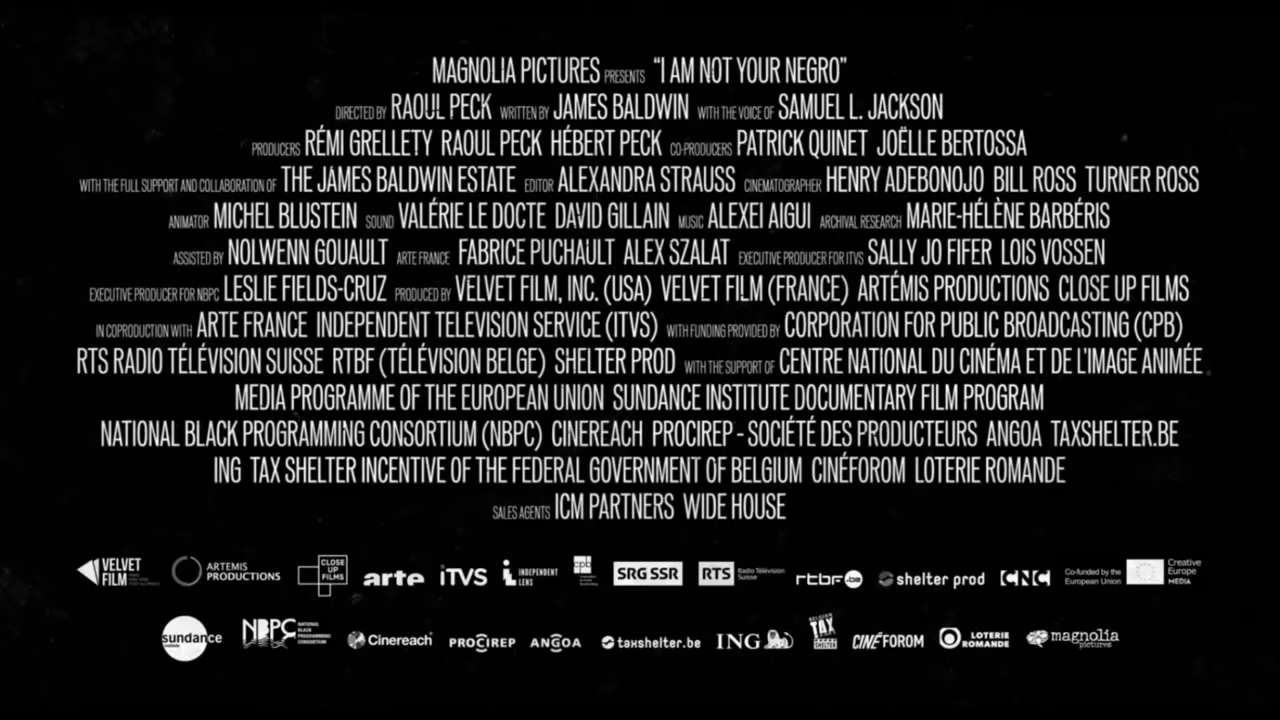 MAGNOLIA PICTURES PRESENTS "I AM NOT YOUR NEGRO"
DIRECTED BY RAOUL PECK WRITTEN BY JAMES BALDWIN WITH THE VOICE OF SAMUEL L. JACKSON
PRODUCERS RÉMI GRELLETY RAOUL PECK HÉBERT PECK CO-PRODUCERS PATRICK QUINET JOËLLE BERTOSSA
WITH THE FULL SUPPORT AND COLLABORATION OF THE JAMES BALDWIN ESTATE EDITOR ALEXANDRA STRAUSS CINEMATOGRAPHER HENRY ADEBONOJO BILL ROSS TURNER ROSS
ANIMATOR MICHEL BLUSTEIN SOUND VALÉRIE LE DOCTE DAVID GILLAIN MUSIC ALEXEI AIGUI ARCHIVAL RESEARCH MARIE-HÉLÈNE BARBÉRIS
ASSISTED BY NOLWENN GOUAULT ARTE FRANCE FABRICE PUCHAULT ALEX SZALAT EXECUTIVE PRODUCER FOR ITVS SALLY JO FIFER LOIS VOSSEN
EXECUTIVE PRODUCER FOR NBPC LESLIE FIELDS-CRUZ PRODUCED BY VELVET FILM, INC. (USA) VELVET FILM (FRANCE) ARTÉMIS PRODUCTIONS CLOSE UP FILMS
IN COPRODUCTION WITH ARTE FRANCE INDEPENDENT TELEVISION SERVICE (ITVS) WITH FUNDING PROVIDED BY CORPORATION FOR PUBLIC BROADCASTING (CPB)
RTS RADIO TÉLÉVISION SUISSE RTBF (TÉLÉVISION BELGE) SHELTER PROD WITH THE SUPPORT OF CENTRE NATIONAL DU CINÉMA ET DE L'IMAGE ANIMÉE
MEDIA PROGRAMME OF THE EUROPEAN UNION SUNDANCE INSTITUTE DOCUMENTARY FILM PROGRAM
NATIONAL BLACK PROGRAMMING CONSORTIUM (NBPC) CINEREACH PROCIREP - SOCIÉTÉ DES PRODUCTEURS ANGOA TAXSHELTER.BE
ING TAX SHELTER INCENTIVE OF THE FEDERAL GOVERNMENT OF BELGIUM CINÉFOROM LOTERIE ROMANDE
SALES AGENTS ICM PARTNERS WIDE HOUSE
VELVET FILM ARTEMIS PRODUCTIONS CLOSE UP FILMS arte iTVS INDEPENDENT LENS cpb SRG SSR RTS Radio Télévision Suisse rtbf.be shelter prod CNC Co-funded by the European Union Creative Europe MEDIA
sundance institute NBPC NATIONAL BLACK PROGRAMMING CONSORTIUM Cinereach PROCIREP ANGOA taxshelter.be ING BELGIUM TAX SHELTER CINÉFOROM LOTERIE ROMANDE magnolia pictures